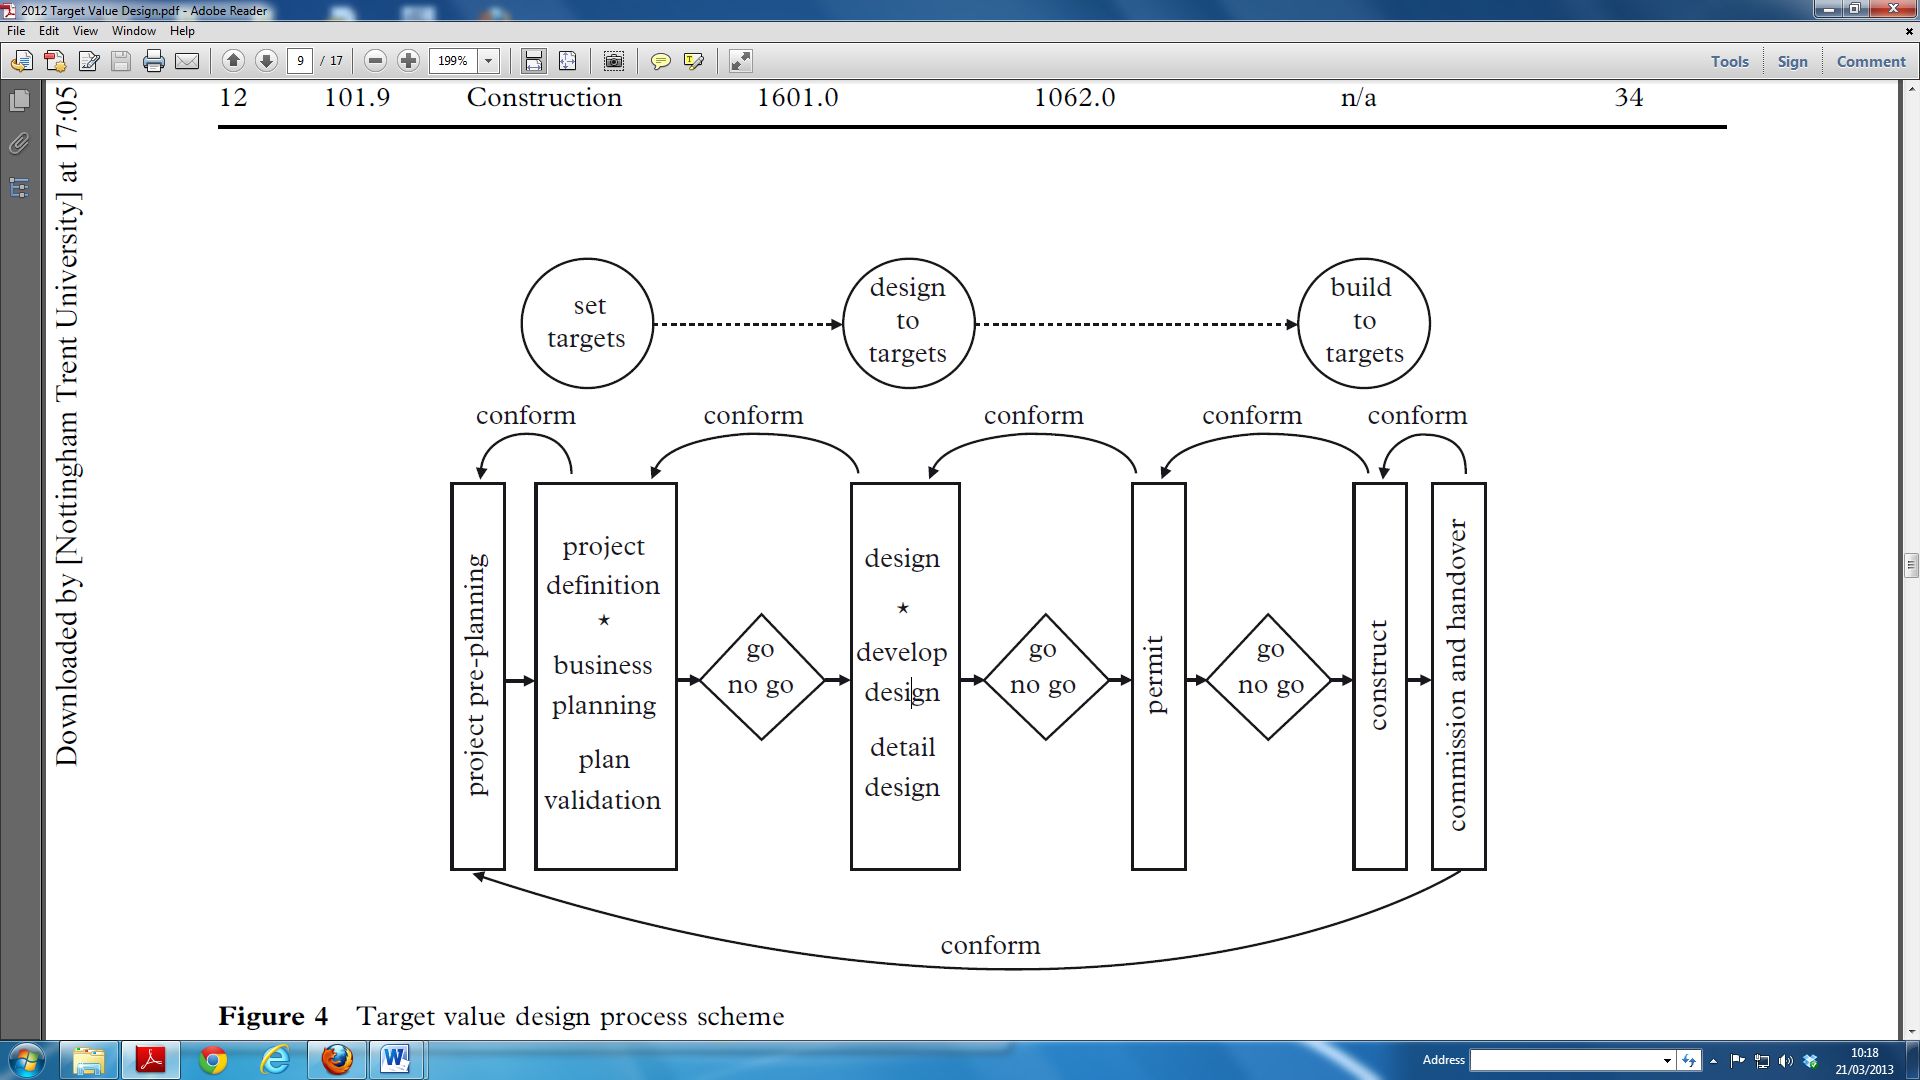 2012 Target Value Design.pdf - Adobe Reader
File Edit View Window Help
9 / 17 199% Tools Sign Comment
Downloaded by [Nottingham Trent University] at 17:05
12 101.9 Construction 1601.0 1062.0 n/a 34
set
targets
design
to
targets
build
to
targets
conform
conform
conform
conform
conform
project pre-planning
project
definition
*
business
planning
plan
validation
go
no go
design
*
develop
design
detail
design
go
no go
permit
go
no go
construct
commission and handover
conform
Figure 4 Target value design process scheme
Address
10:18
21/03/2013